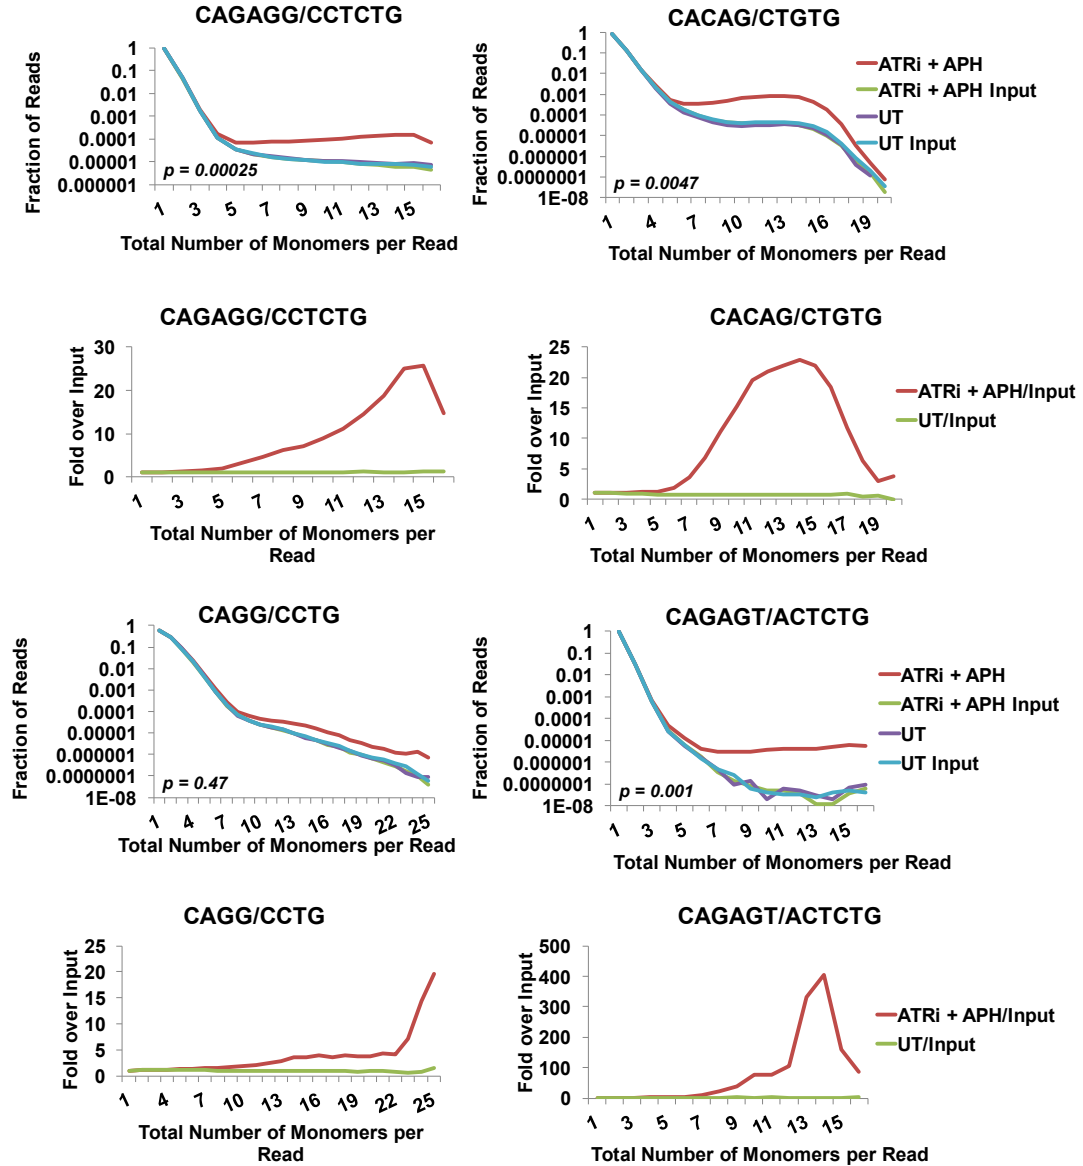 CAGAGG/CCTCTG
Fraction of Reads
1
0.1
0.01
0.001
0.0001
0.00001
0.000001
p = 0.00025
1 3 5 7 9 11 13 15
Total Number of Monomers per Read
CACAG/CTGTG
Fraction of Reads
1
0.1
0.01
0.001
0.0001
0.00001
0.000001
0.0000001
1E-08
p = 0.0047
1 4 7 10 13 16 19
Total Number of Monomers per Read
ATRi + APH
ATRi + APH Input
UT
UT Input
CAGAGG/CCTCTG
Fold over Input
30
20
10
0
1 3 5 7 9 11 13 15
Total Number of Monomers per
Read
CACAG/CTGTG
Fold over Input
25
20
15
10
5
0
1 3 5 7 9 11 13 15 17 19
Total Number of Monomers per Read
ATRi + APH/Input
UT/Input
CAGG/CCTG
Fraction of Reads
1
0.1
0.01
0.001
0.0001
0.00001
0.000001
0.0000001
1E-08
p = 0.47
1 4 7 10 13 16 19 22 25
Total Number of Monomers per Read
CAGAGT/ACTCTG
Fraction of Reads
1
0.1
0.01
0.001
0.0001
0.00001
0.000001
0.0000001
1E-08
p = 0.001
1 3 5 7 9 11 13 15
Total Number of Monomers per Read
ATRi + APH
ATRi + APH Input
UT
UT Input
CAGG/CCTG
Fold over Input
25
20
15
10
5
0
1 4 7 10 13 16 19 22 25
Total Number of Monomers per
Read
CAGAGT/ACTCTG
Fold over Input
500
400
300
200
100
0
1 3 5 7 9 11 13 15
Total Number of Monomers per Read
ATRi + APH/Input
UT/Input